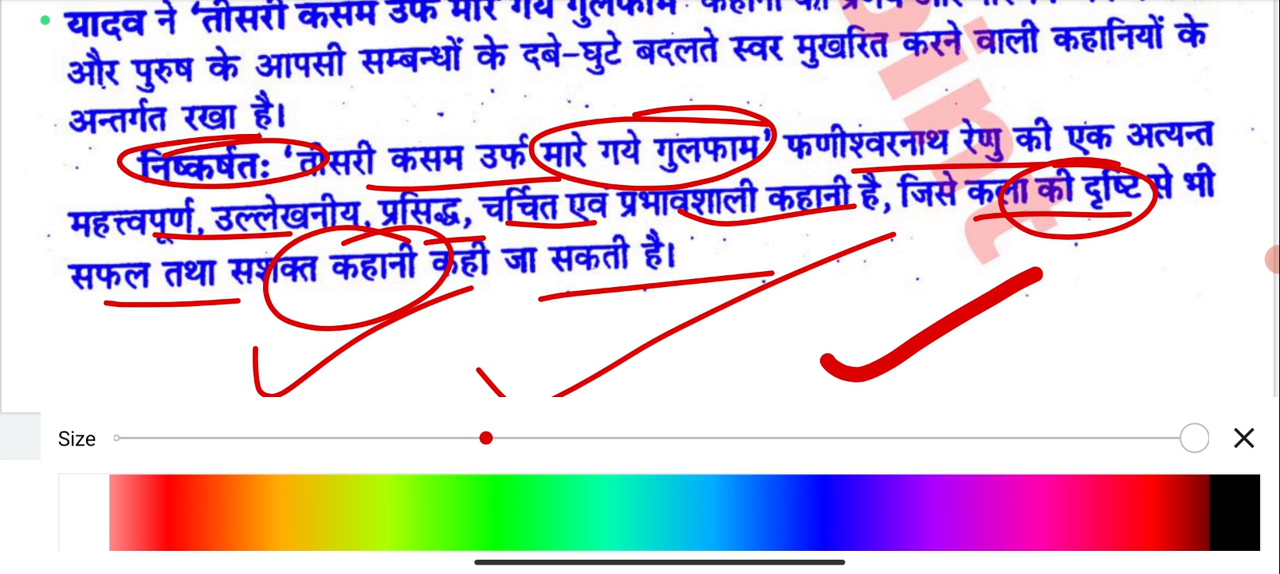 यादव ने 'तीसरी कसम उर्फ मारे गये गुलफाम' कहानी को
और पुरुष के आपसी सम्बन्धों के दबे-घुटे बदलते स्वर मुखरित करने वाली कहानियों के
अन्तर्गत रखा है।
निष्कर्षत: 'तीसरी कसम उर्फ मारे गये गुलफाम' फणीश्वरनाथ रेणु की एक अत्यन्त
महत्त्वपूर्ण, उल्लेखनीय, प्रसिद्ध, चर्चित एव प्रभावशाली कहानी है, जिसे कला की दृष्टि से भी
सफल तथा सशक्त कहानी कही जा सकती है।
Size